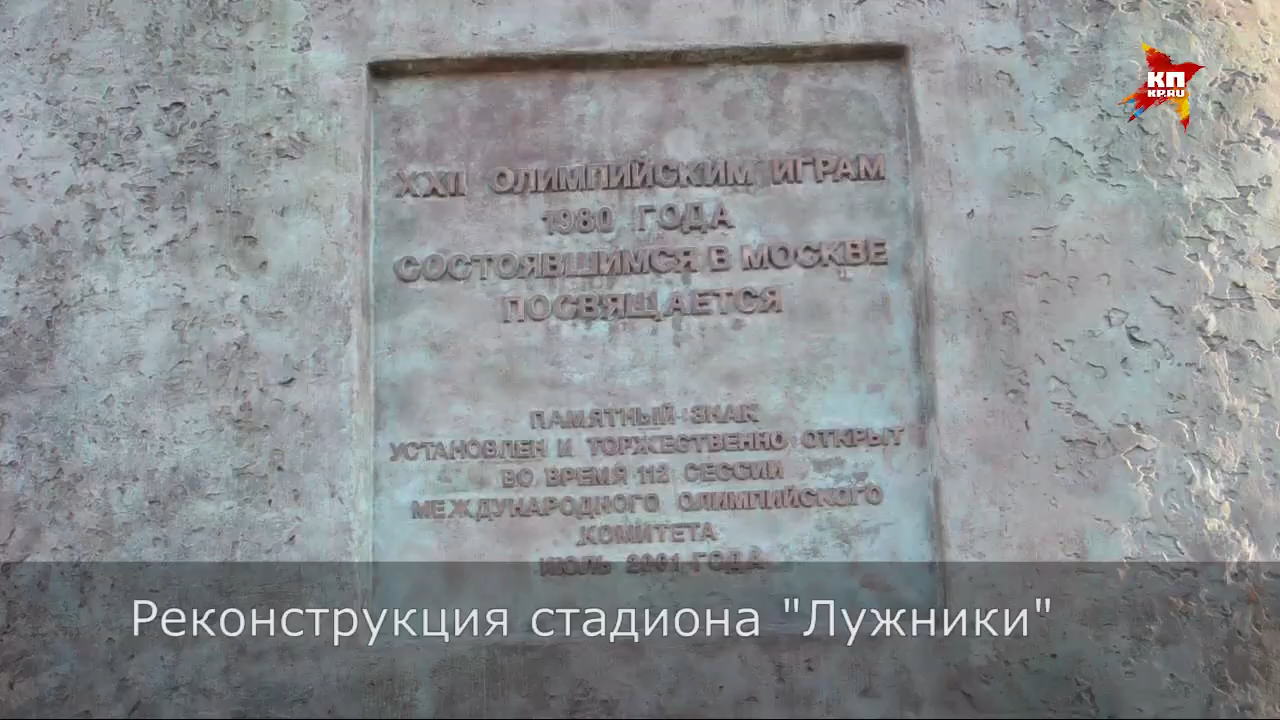 КП
KP.RU
XXII ОЛИМПИЙСКИМ ИГРАМ
1980 ГОДА
СОСТОЯВШИМСЯ В МОСКВЕ
ПОСВЯЩАЕТСЯ
ПАМЯТНЫЙ ЗНАК
УСТАНОВЛЕН И ТОРЖЕСТВЕННО ОТКРЫТ
ВО ВРЕМЯ 112 СЕССИИ
МЕЖДУНАРОДНОГО ОЛИМПИЙСКОГО
КОМИТЕТА
ИЮЛЬ 2001 ГОДА
Реконструкция стадиона "Лужники"